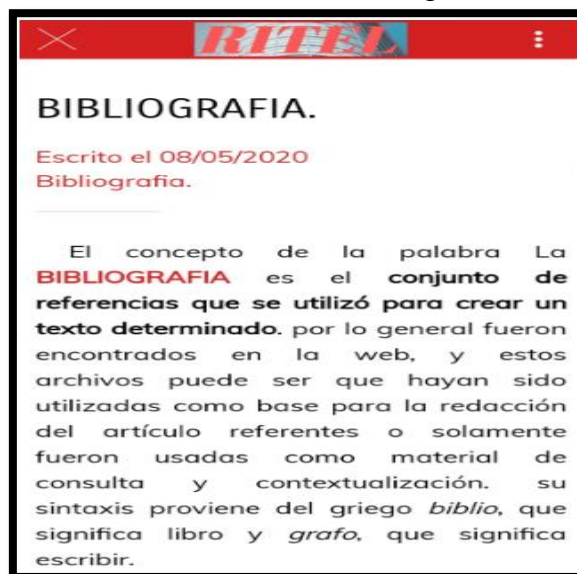 RITEL
BIBLIOGRAFIA.
Escrito el 08/05/2020
Bibliografia.
El concepto de la palabra La
BIBLIOGRAFIA es el conjunto de
referencias que se utilizó para crear un
texto determinado. por lo general fueron
encontrados en la web, y estos
archivos puede ser que hayan sido
utilizadas como base para la redacción
del artículo referentes o solamente
fueron usadas como material de
consulta y contextualización. su
sintaxis proviene del griego biblio, que
significa libro y grafo, que significa
escribir.